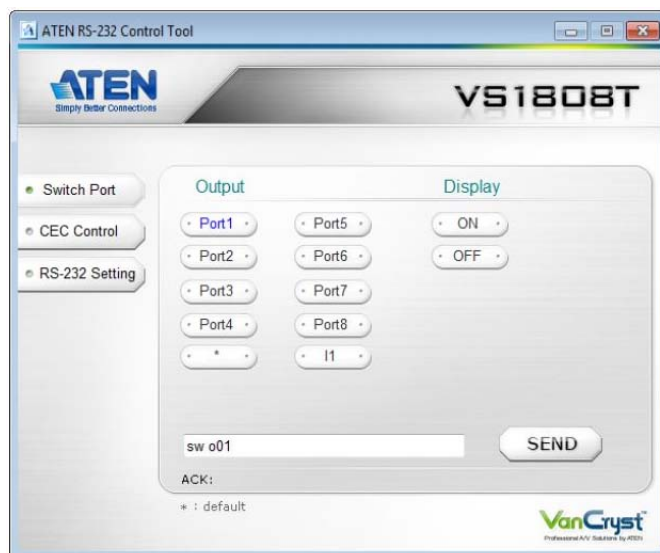 ATEN RS-232 Control Tool
ATEN
Simply Better Connections
VS1808T
Switch Port
CEC Control
RS-232 Setting
Output
Display
Port1
Port5
ON
Port2
Port6
OFF
Port3
Port7
Port4
Port8
*
I1
sw o01
SEND
ACK:
* : default
VanCryst™
Professional A/V Solutions by ATEN